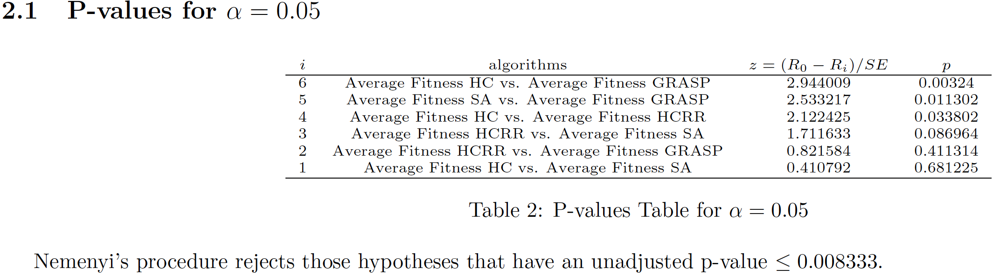 2.1 P-values for α = 0.05
i algorithms z = (R₀ − Rᵢ)/SE p
6 Average Fitness HC vs. Average Fitness GRASP 2.944009 0.00324
5 Average Fitness SA vs. Average Fitness GRASP 2.533217 0.011302
4 Average Fitness HC vs. Average Fitness HCRR 2.122425 0.033802
3 Average Fitness HCRR vs. Average Fitness SA 1.711633 0.086964
2 Average Fitness HCRR vs. Average Fitness GRASP 0.821584 0.411314
1 Average Fitness HC vs. Average Fitness SA 0.410792 0.681225
Table 2: P-values Table for α = 0.05
Nemenyi's procedure rejects those hypotheses that have an unadjusted p-value ≤ 0.008333.